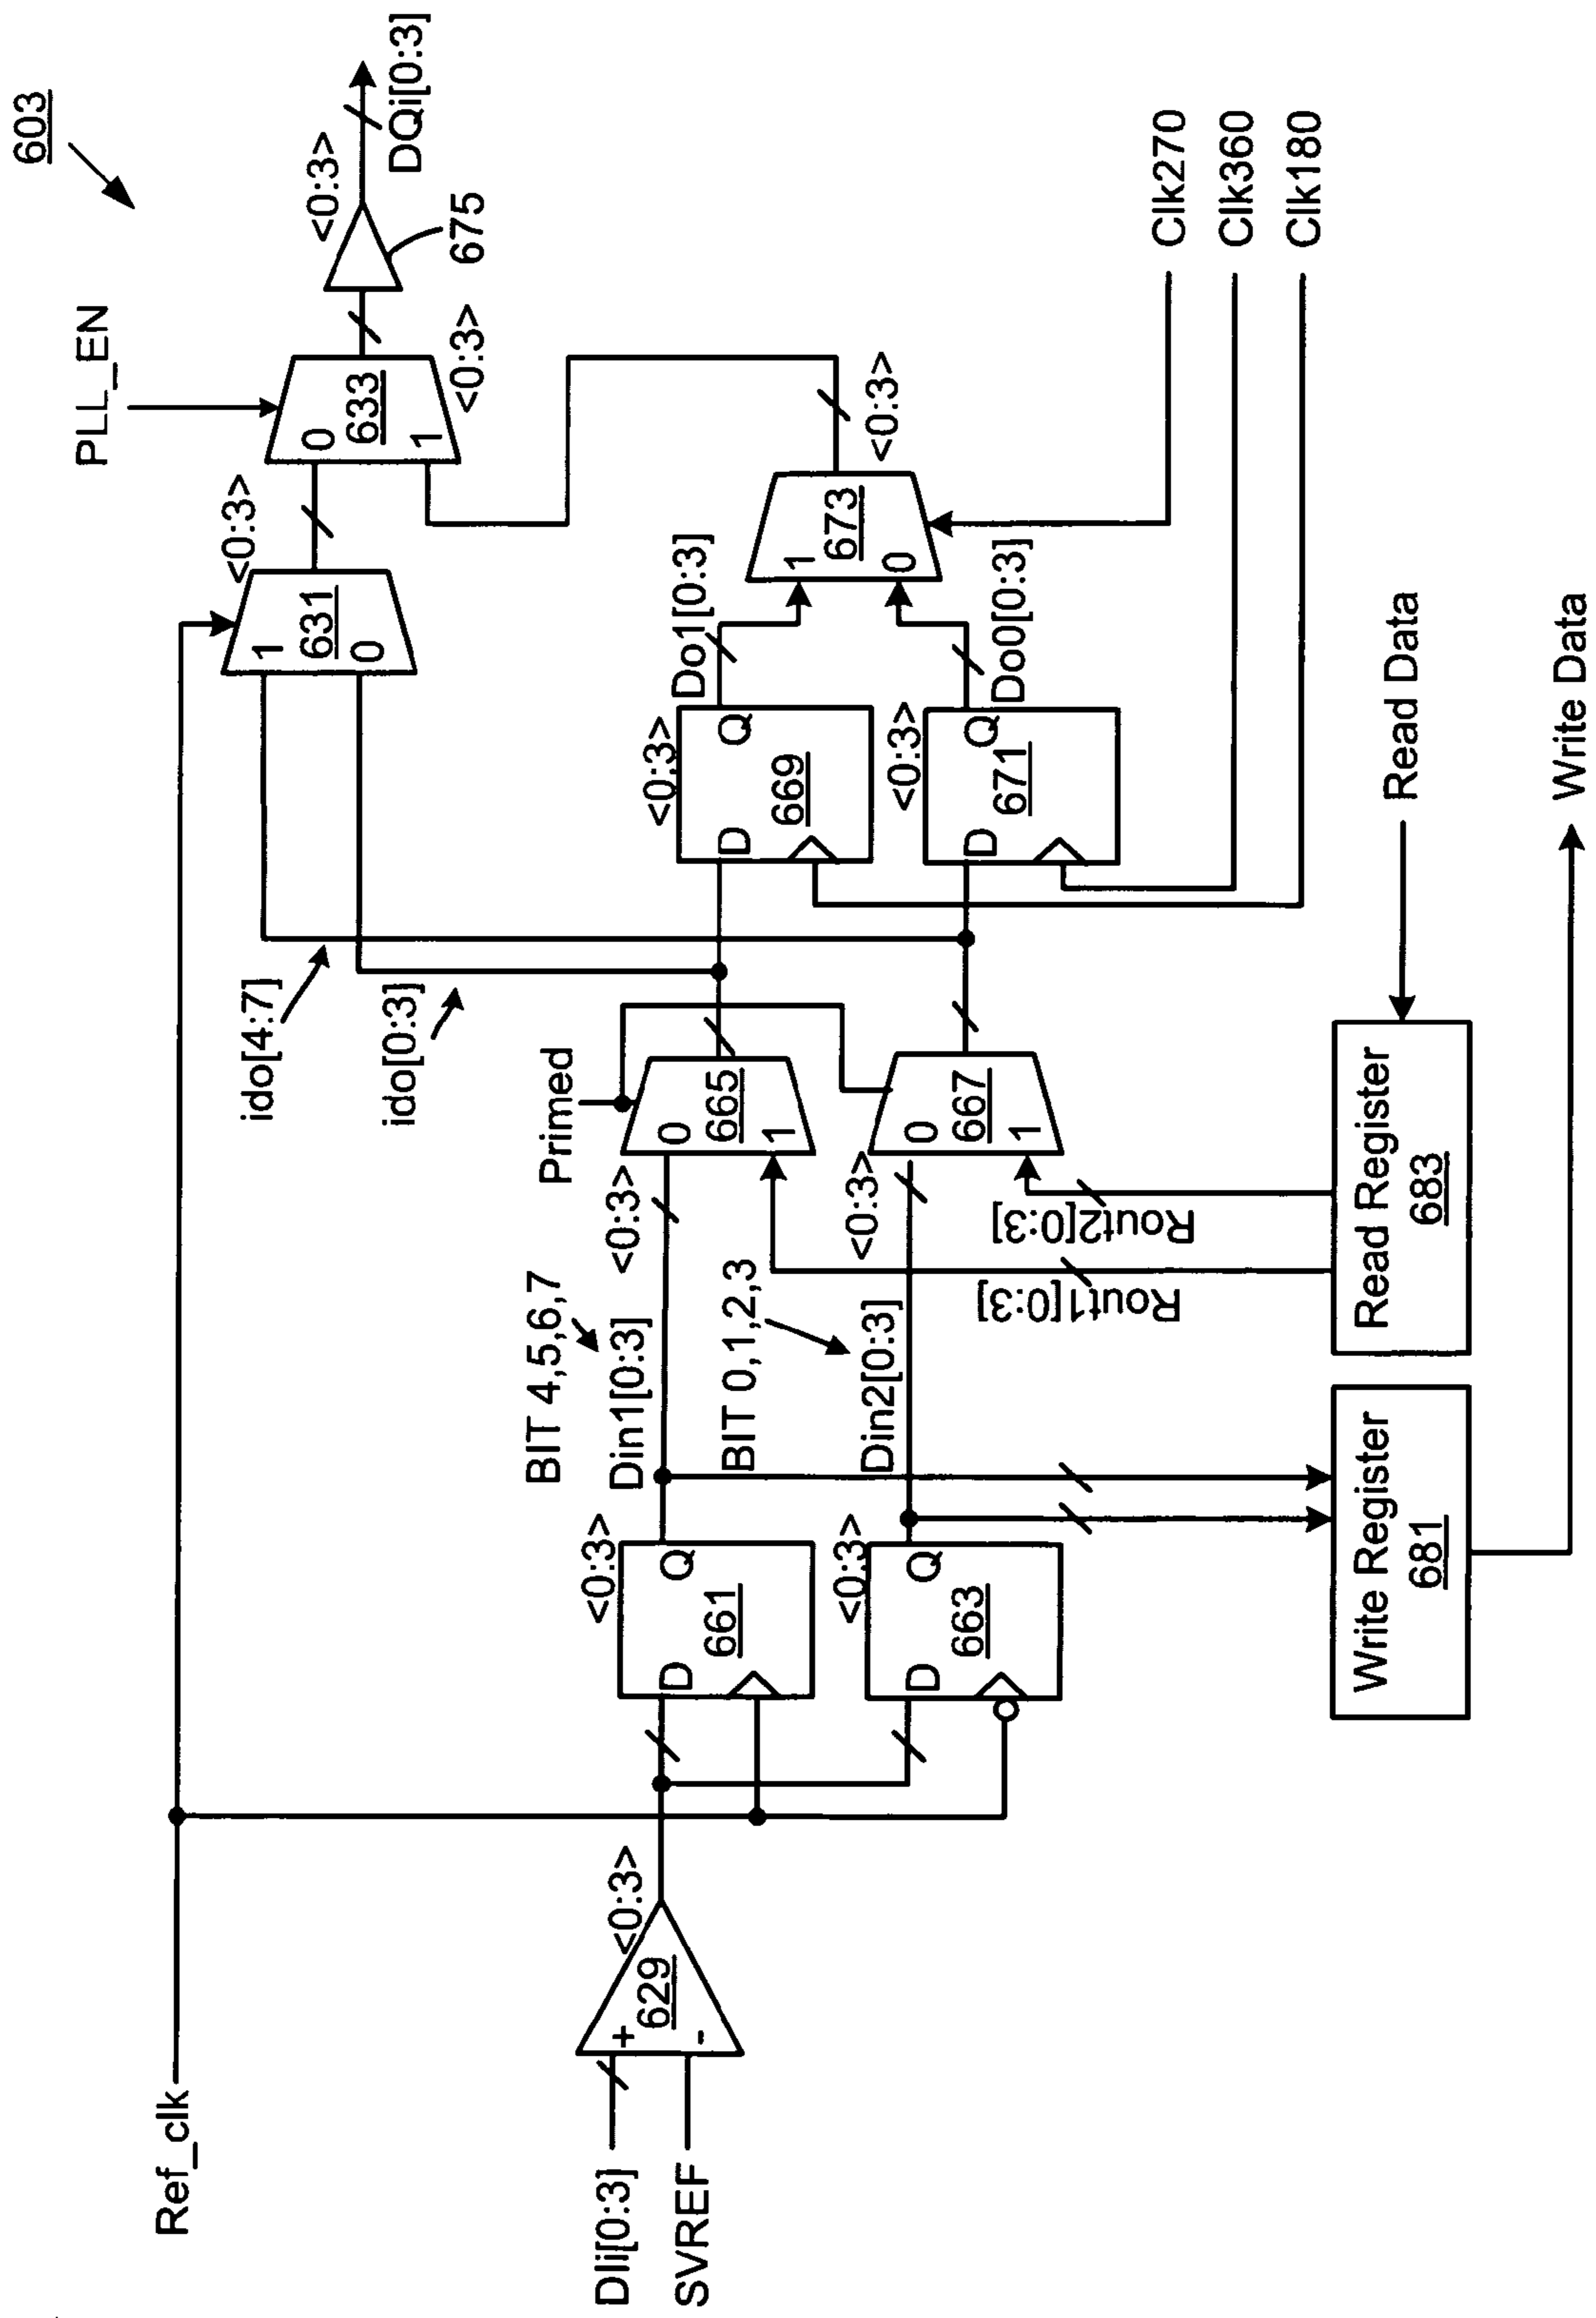 603
Ref_clk
PLL_EN
DQi[0:3]
<0:3>
675
<0:3>
0
633
1
<0:3>
1
631
0
ido[4:7]
ido[0:3]
DIi[0:3]
SVREF
+
-
629
<0:3>
<0:3>
D
Q
661
<0:3>
D
Q
663
BIT 4,5,6,7
Din1[0:3]
BIT 0,1,2,3
Din2[0:3]
Primed
<0:3>
0
665
1
<0:3>
0
667
1
Rout1[0:3]
Rout2[0:3]
<0:3>
D
Q
669
Do1[0:3]
<0:3>
D
Q
671
Do0[0:3]
1
673
0
<0:3>
Clk270
Clk360
Clk180
Write Register
681
Read Register
683
Read Data
Write Data